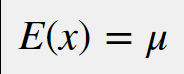 E(x) = μ